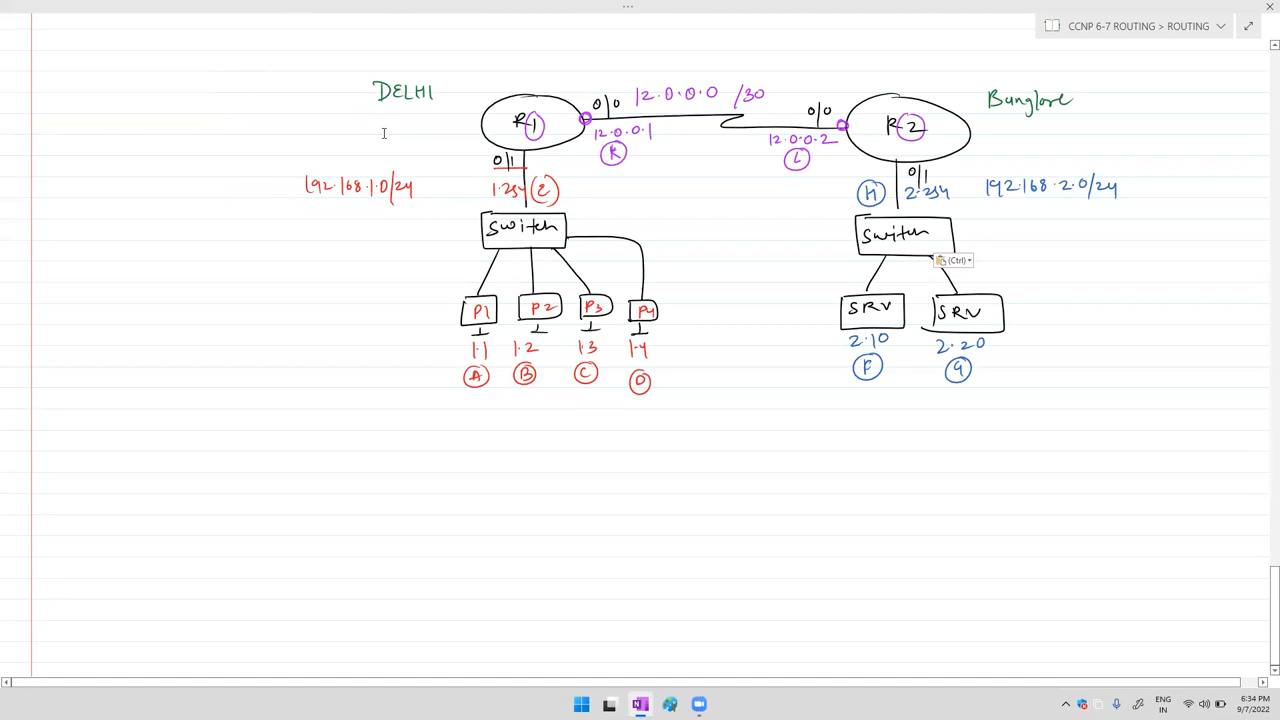 CCNP 6-7 ROUTING > ROUTING
DELHI
R1
0/0
12.0.0.0 /30
12.0.0.1
K
0/0
12.0.0.2
L
R2
Banglore
192.168.1.0/24
0/1
1.254
E
H
0/1
2.254
192.168.2.0/24
Switch
Switch
(Ctrl)
P1
P2
P3
P4
SRV
SRV
1.1
1.2
1.3
1.4
2.10
2.20
A
B
C
D
F
G
ENG
IN
6:34 PM
9/7/2022